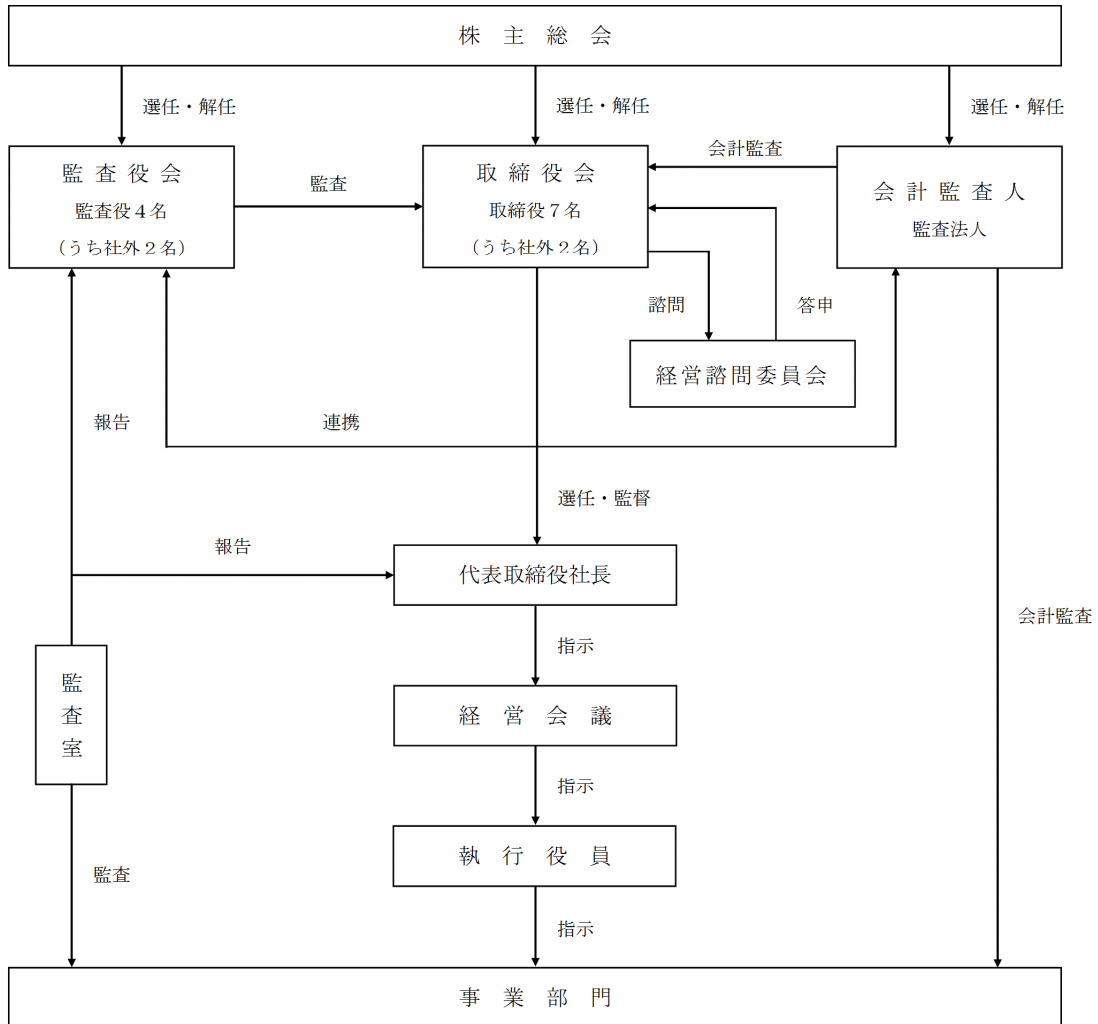 株主総会
選任・解任
選任・解任
選任・解任
監査役会
監査役4名
(うち社外2名)
監査
取締役会
取締役7名
(うち社外2名)
会計監査
会計監査人
監査法人
諮問
答申
経営諮問委員会
報告
連携
選任・監督
報告
代表取締役社長
会計監査
指示
監査室
経営会議
指示
執行役員
監査
指示
事業部門